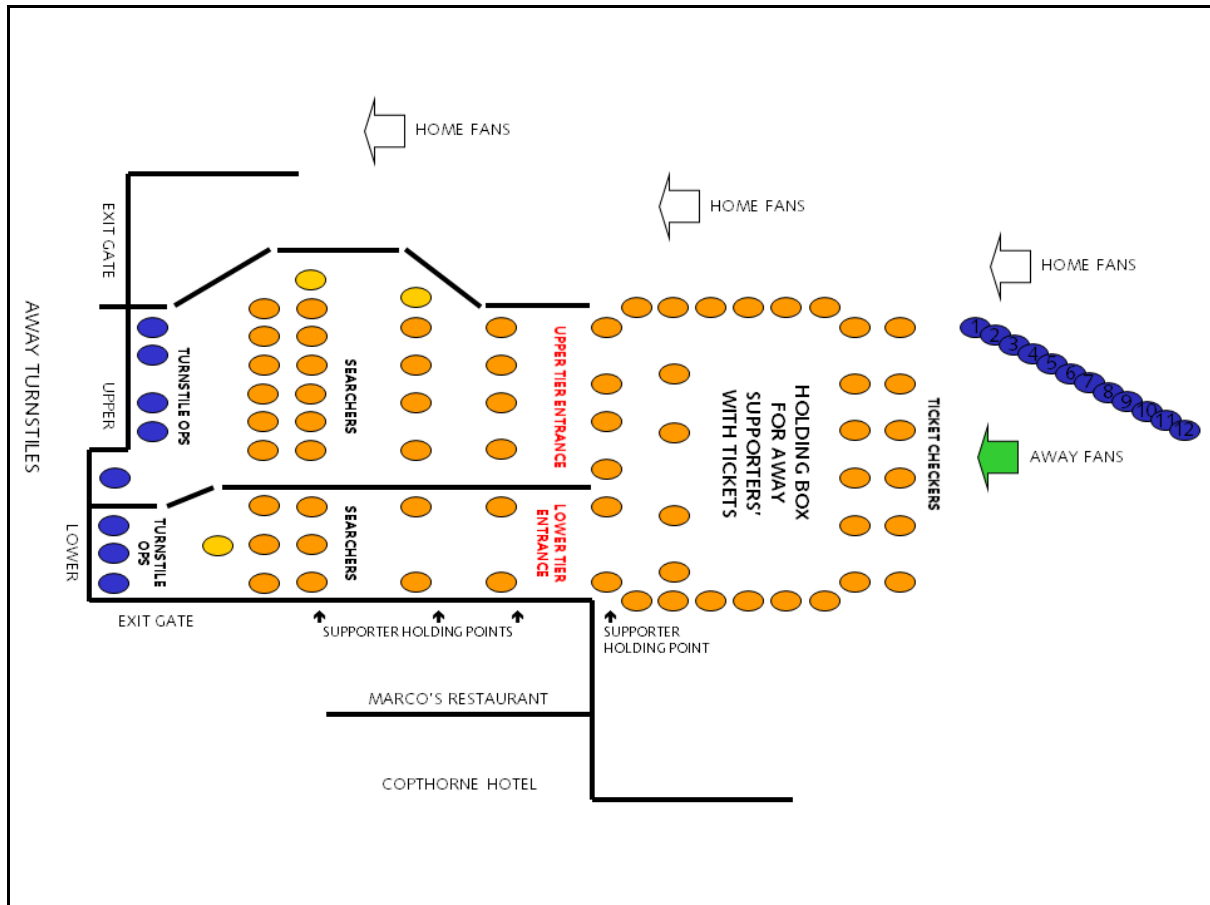 HOME FANS
HOME FANS
HOME FANS
EXIT GATE
AWAY TURNSTILES
UPPER
TURNSTILE OPS
SEARCHERS
UPPER TIER ENTRANCE
HOLDING BOX
FOR AWAY
SUPPORTERS'
WITH TICKETS
TICKET CHECKERS
1
2
3
4
5
6
7
8
9
10
11
12
AWAY FANS
LOWER
TURNSTILE
OPS
SEARCHERS
LOWER TIER
ENTRANCE
EXIT GATE
SUPPORTER HOLDING POINTS
SUPPORTER
HOLDING POINT
MARCO'S RESTAURANT
COPTHORNE HOTEL